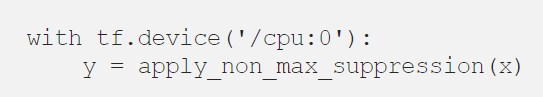 with tf.device('/cpu:0'):
    y = apply_non_max_suppression(x)